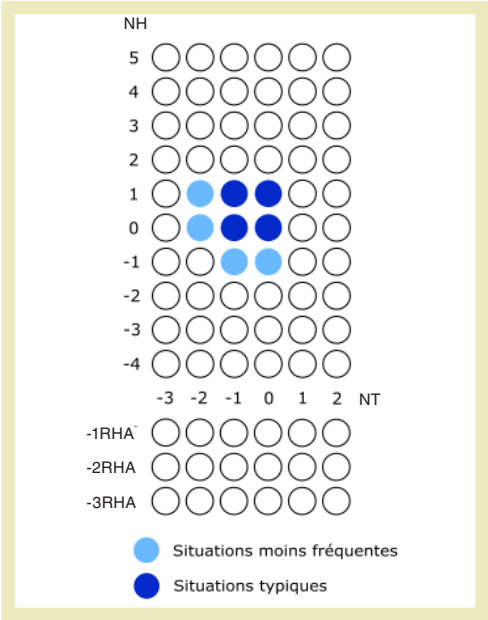 NH
5
4
3
2
1
0
-1
-2
-3
-4
-3 -2 -1 0 1 2 NT
-1RHA-
-2RHA
-3RHA
Situations moins fréquentes
Situations typiques